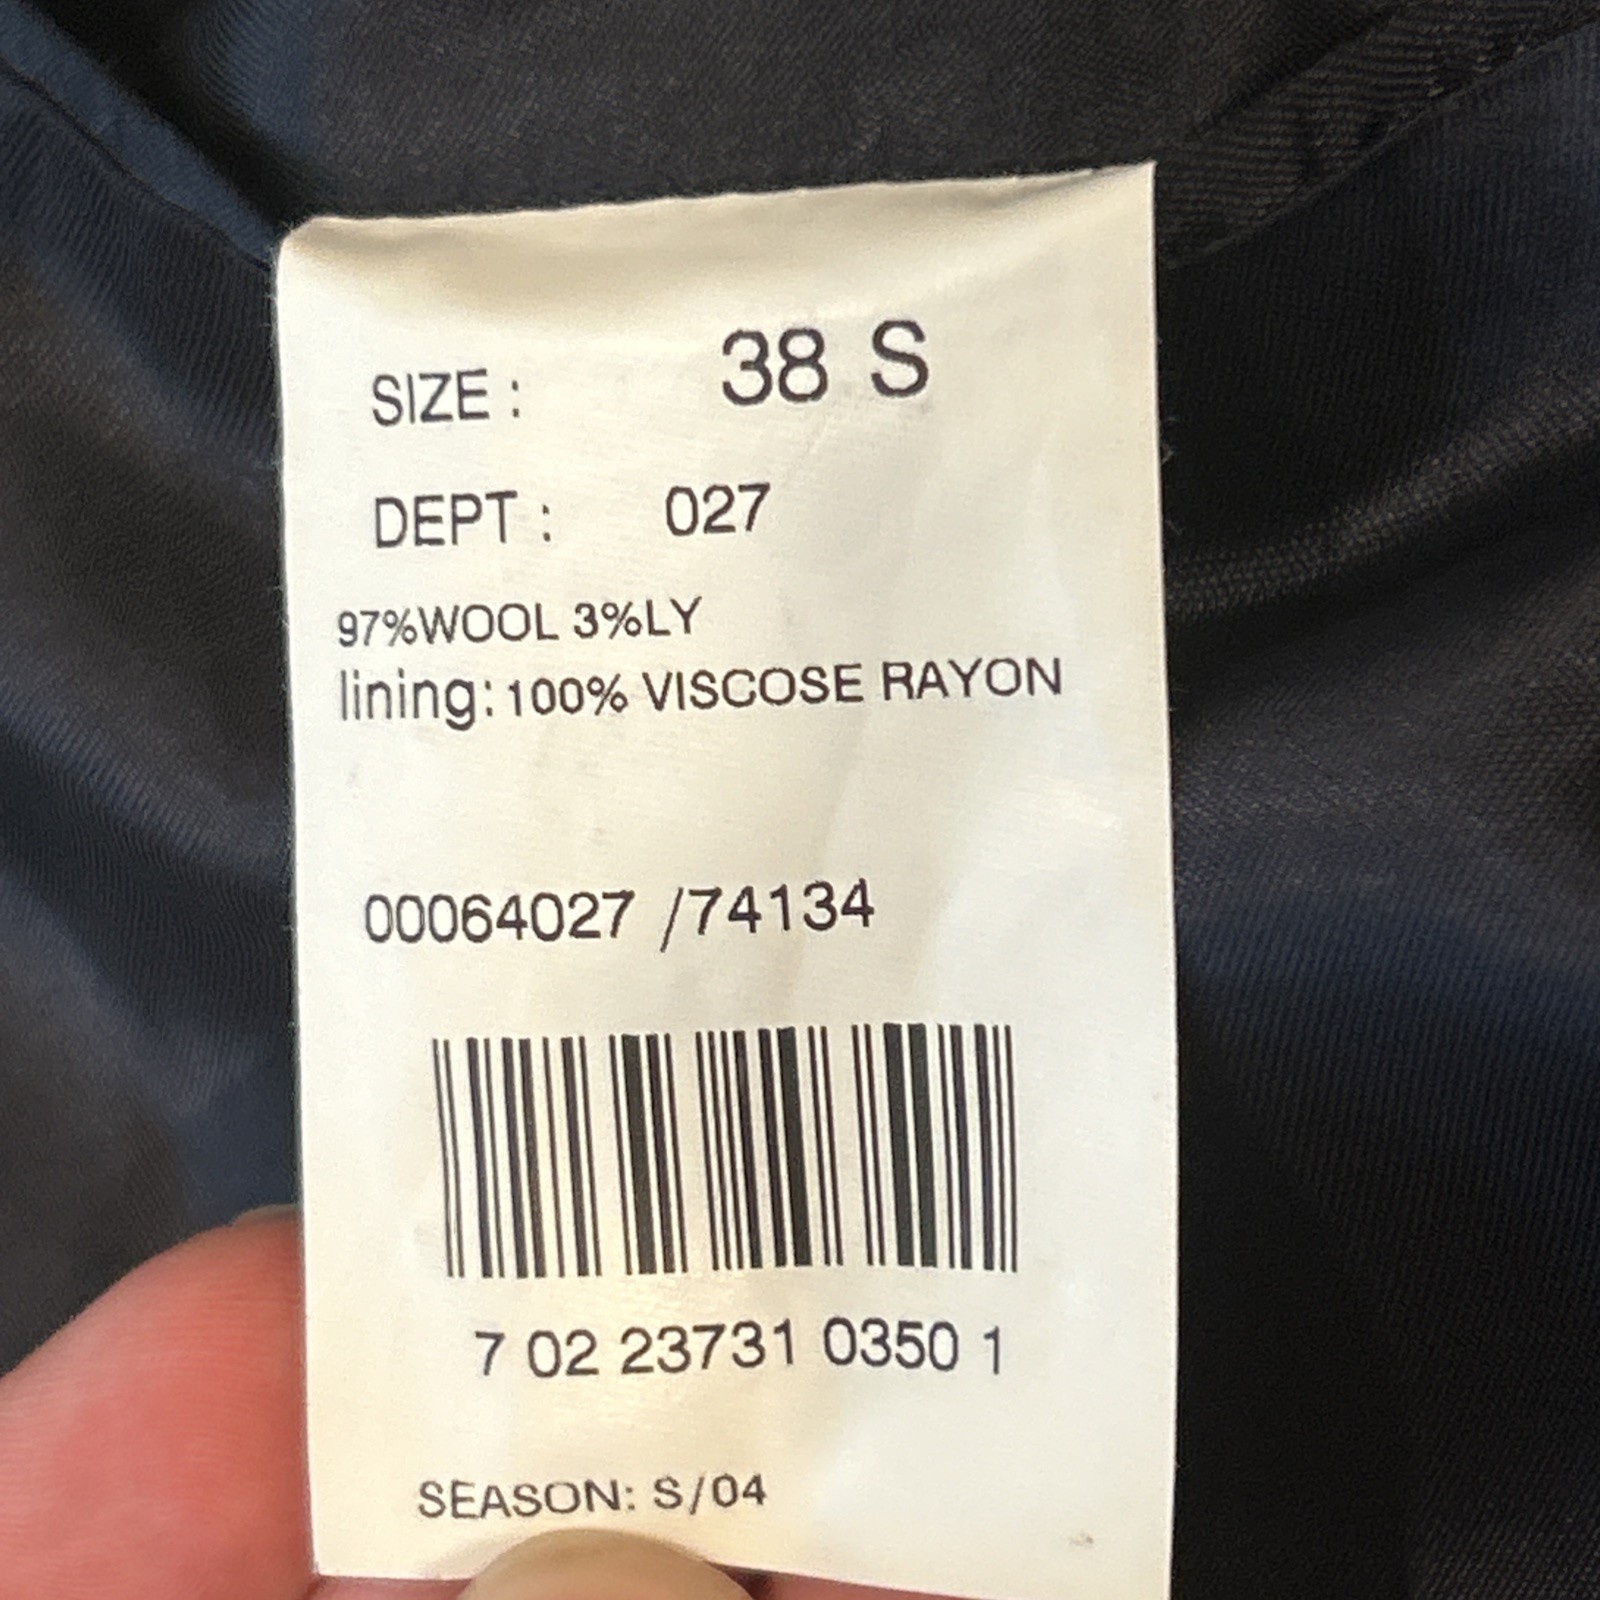 SIZE : 38 S
DEPT : 027
97%WOOL 3%LY
lining: 100% VISCOSE RAYON
00064027 /74134
7 02 23731 0350 1
SEASON: S/04